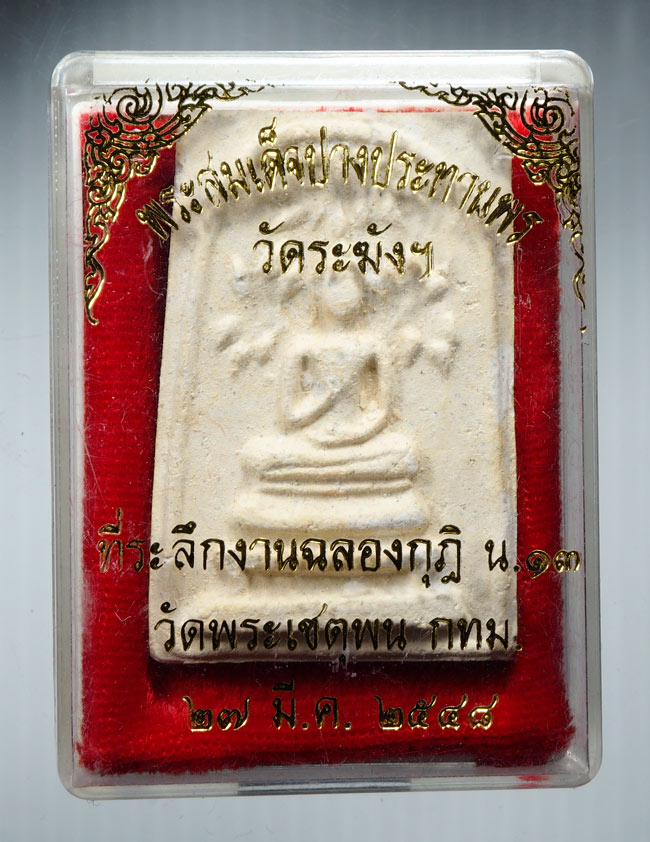 พระสมเด็จปางประทานพร
วัดระฆังฯ
ที่ระลึกงานฉลองกุฎิ น.๑๓
วัดพระเชตุพน กทม.
๒๗ มี.ค. ๒๕๔๘